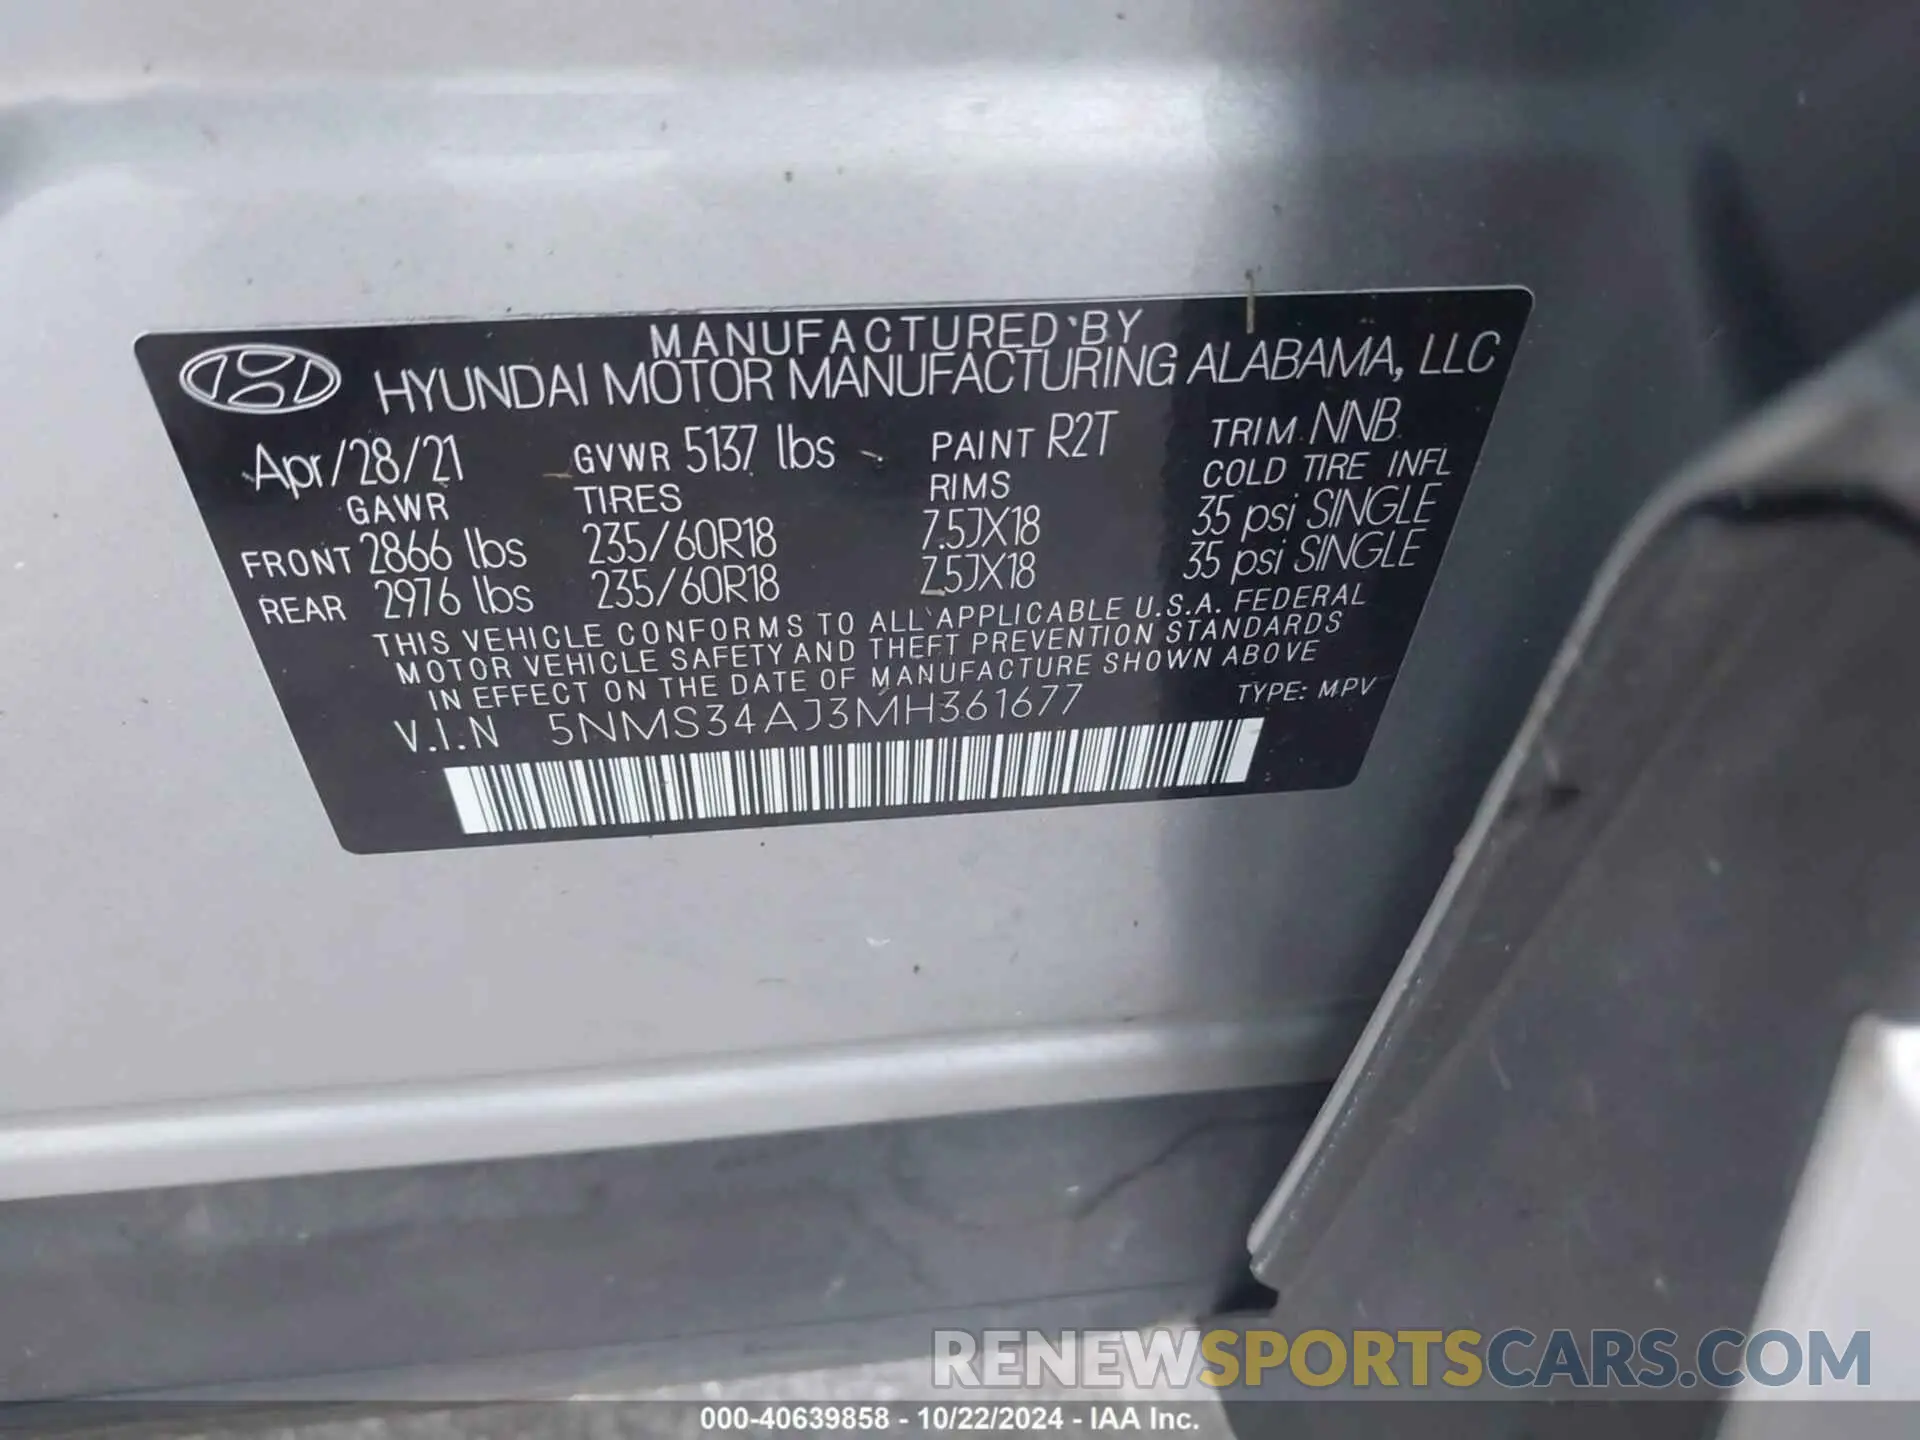 MANUFACTURED BY
HYUNDAI MOTOR MANUFACTURING ALABAMA, LLC
Apr/28/21 GVWR 5137 lbs PAINT R2T TRIM NNB
GAWR TIRES RIMS COLD TIRE INFL
FRONT 2866 lbs 235/60R18 7.5JX18 35 psi SINGLE
REAR 2976 lbs 235/60R18 7.5JX18 35 psi SINGLE
THIS VEHICLE CONFORMS TO ALL APPLICABLE U.S.A. FEDERAL
MOTOR VEHICLE SAFETY AND THEFT PREVENTION STANDARDS
IN EFFECT ON THE DATE OF MANUFACTURE SHOWN ABOVE
V.I.N 5NMS34AJ3MH361677 TYPE: MPV
RENEWSPORTSCARS.COM
000-40639858 - 10/22/2024 - IAA Inc.